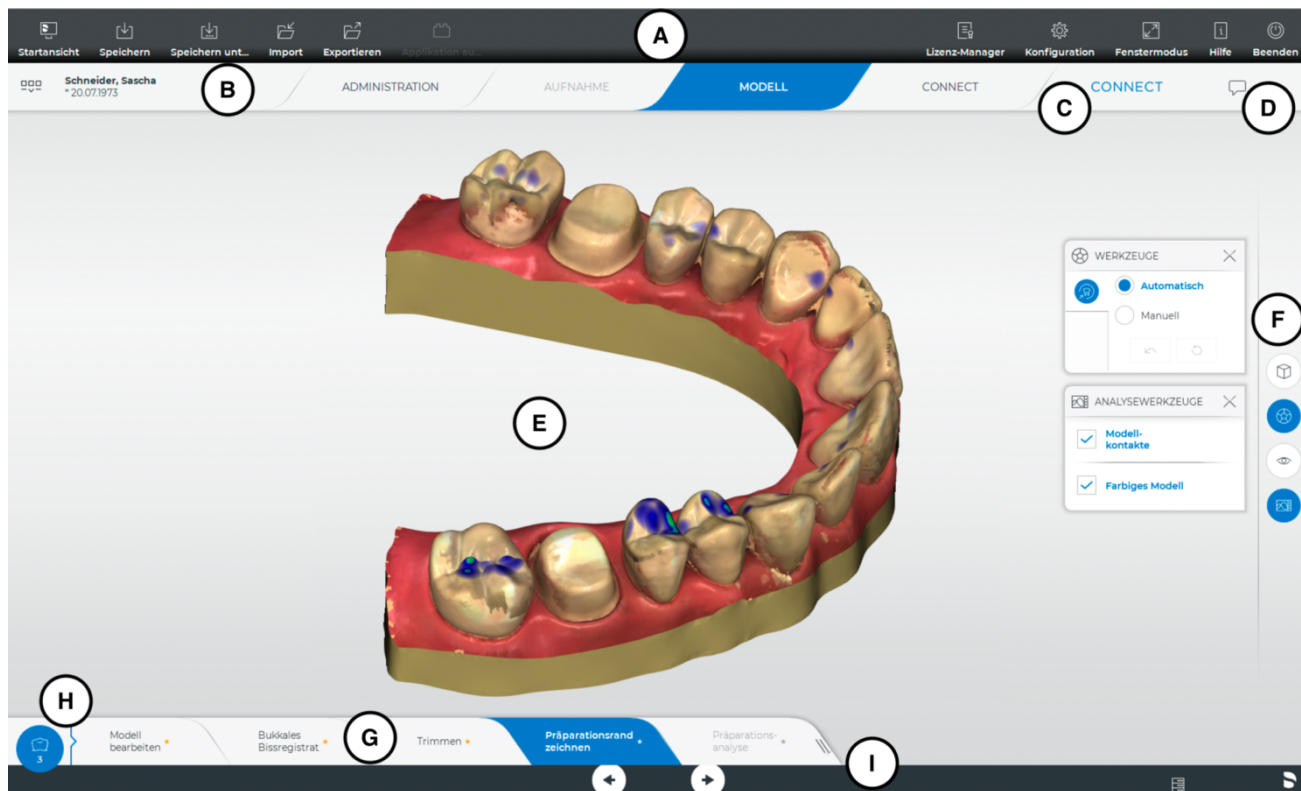 Startansicht
Speichern
Speichern unt...
Import
Exportieren
Applikation au...
A
Lizenz-Manager
Konfiguration
Fenstermodus
Hilfe
Beenden
Schneider, Sascha
* 20.07.1973
B
ADMINISTRATION
AUFNAHME
MODELL
CONNECT
C
CONNECT
D
WERKZEUGE
Automatisch
Manuell
F
E
ANALYSEWERKZEUGE
Modell-
kontakte
Farbiges Modell
H
3
Modell
bearbeiten *
Bukkales
Bissregistrat *
G
Trimmen *
Präparationsrand
zeichnen *
Präparations-
analyse *
I